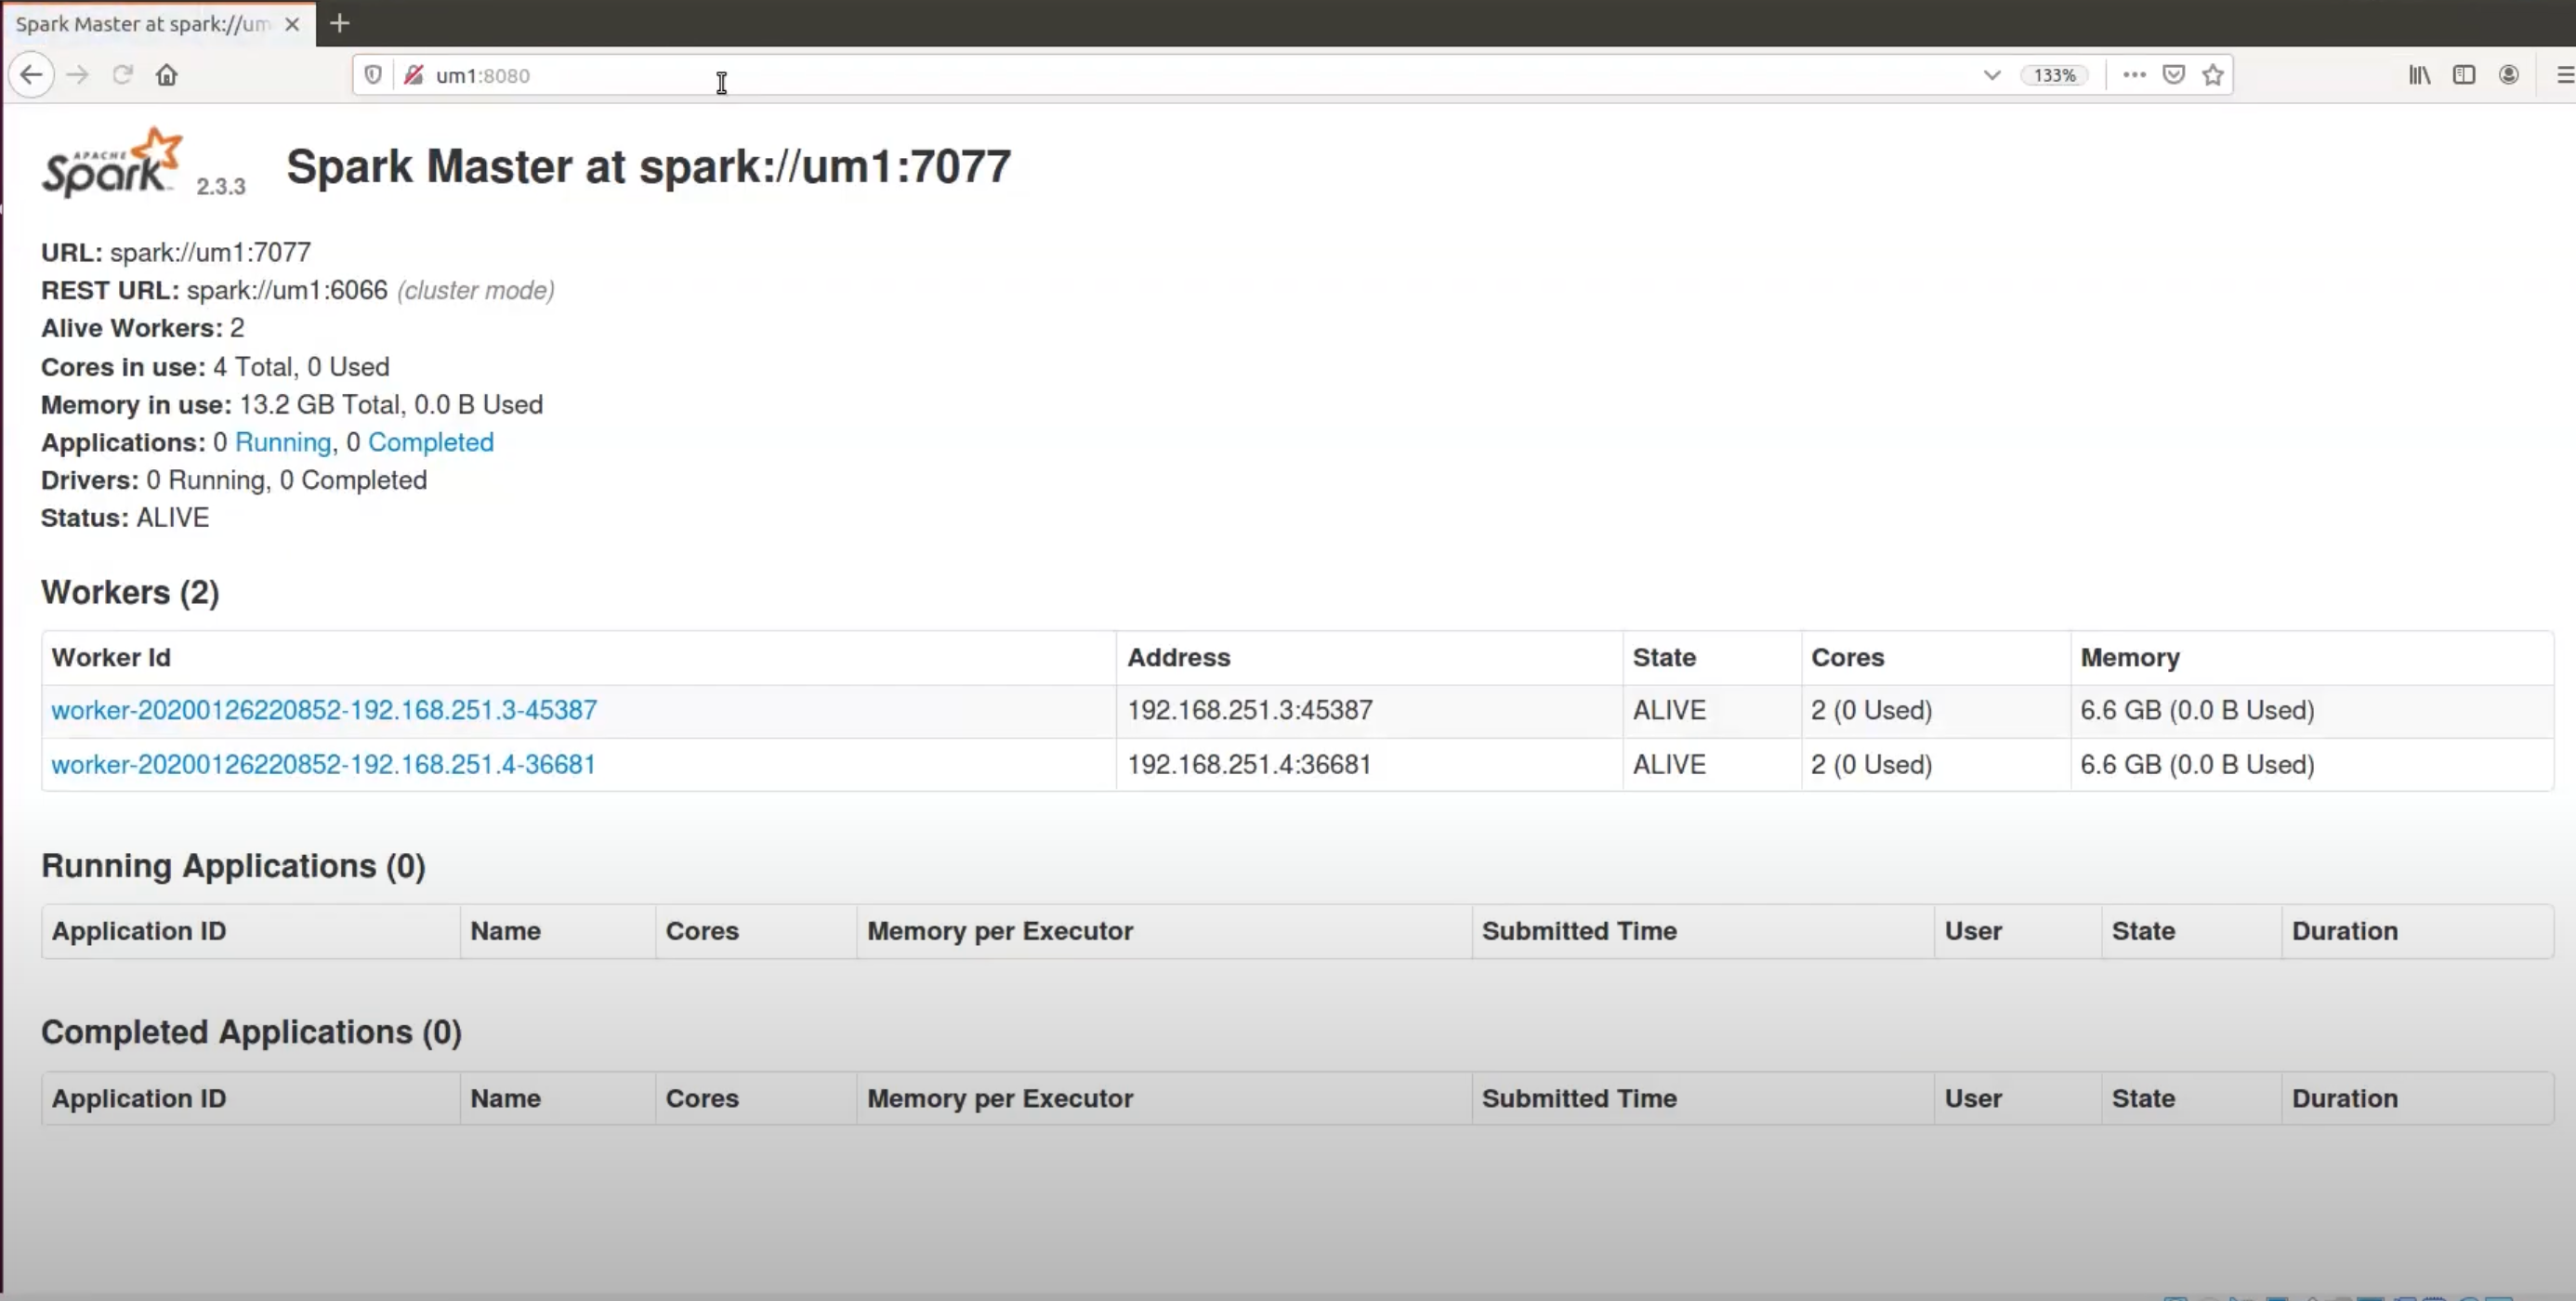 Spark Master at spark://um
um1:8080
133%
APACHE
Spark 2.3.3
Spark Master at spark://um1:7077
URL: spark://um1:7077
REST URL: spark://um1:6066 (cluster mode)
Alive Workers: 2
Cores in use: 4 Total, 0 Used
Memory in use: 13.2 GB Total, 0.0 B Used
Applications: 0 Running, 0 Completed
Drivers: 0 Running, 0 Completed
Status: ALIVE
Workers (2)
Worker Id Address State Cores Memory
worker-20200126220852-192.168.251.3-45387 192.168.251.3:45387 ALIVE 2 (0 Used) 6.6 GB (0.0 B Used)
worker-20200126220852-192.168.251.4-36681 192.168.251.4:36681 ALIVE 2 (0 Used) 6.6 GB (0.0 B Used)
Running Applications (0)
Application ID Name Cores Memory per Executor Submitted Time User State Duration
Completed Applications (0)
Application ID Name Cores Memory per Executor Submitted Time User State Duration